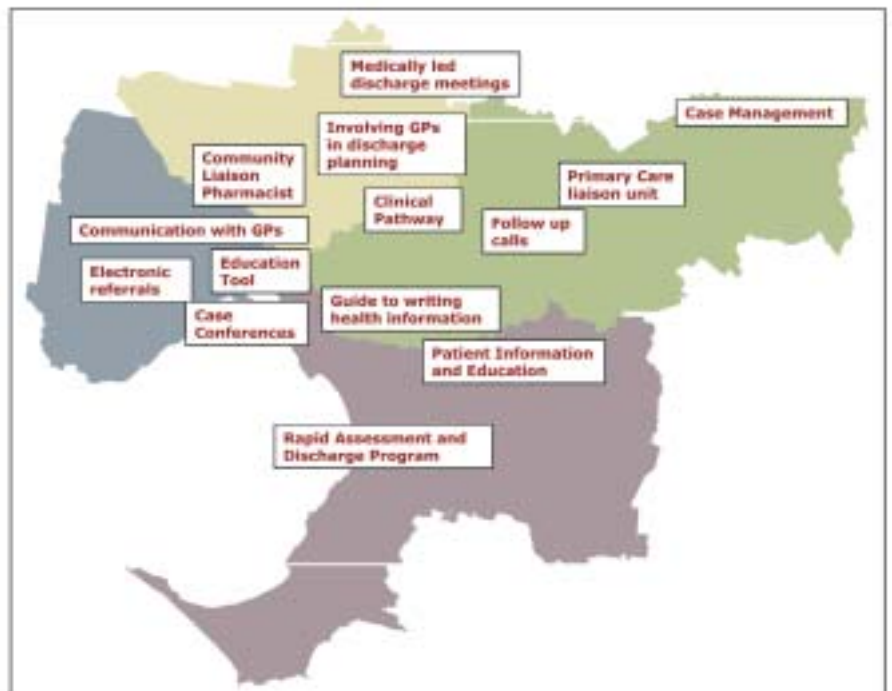 Medically led
discharge meetings
Case Management
Involving GPs
in discharge
planning
Community
Liaison
Pharmacist
Primary Care
liaison unit
Clinical
Pathway
Follow up
calls
Communication with GPs
Education
Tool
Electronic
referrals
Guide to writing
health information
Case
Conferences
Patient Information
and Education
Rapid Assessment and
Discharge Program